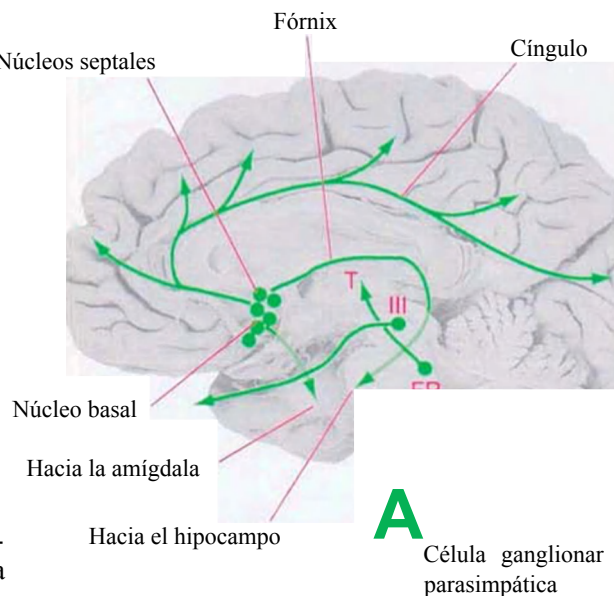 Fórnix
Núcleos septales
Cíngulo
T
III
Núcleo basal
Hacia la amígdala
Hacia el hipocampo
A
a
Célula ganglionar
parasimpática